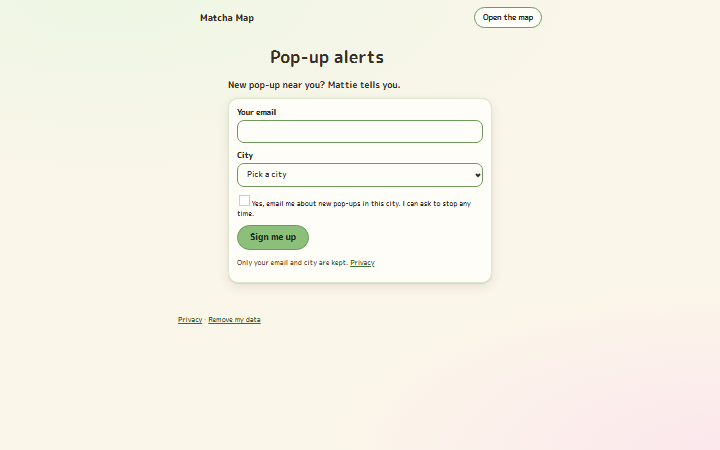 Matcha Map
Open the map
Pop-up alerts
New pop-up near you? Mattie tells you.
Your email
City
Pick a city
Yes, email me about new pop-ups in this city. I can ask to stop any
time.
Sign me up
Only your email and city are kept. Privacy
Privacy · Remove my data